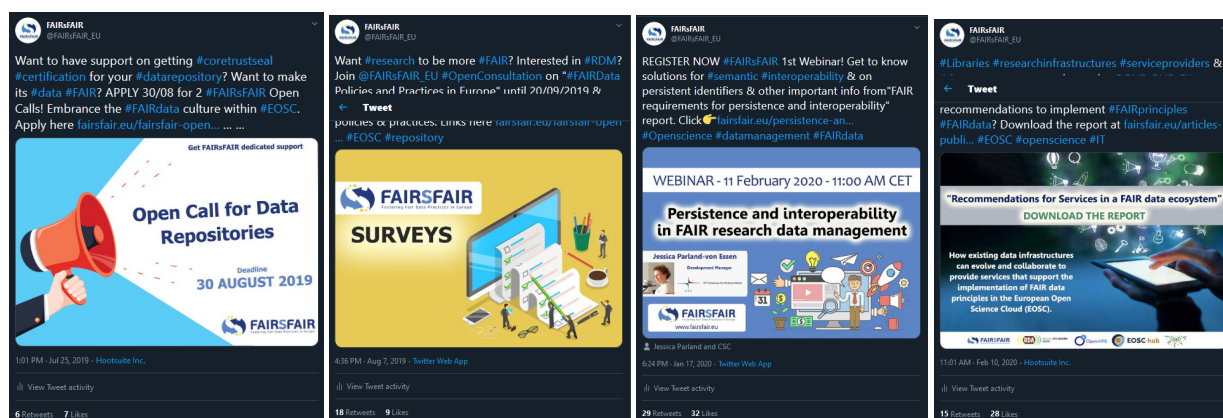 FAIRsFAIR
@FAIRsFAIR_EU
Want to have support on getting #coretrustseal
#certification for your #datarepository? Want to make
its #data #FAIR? APPLY 30/08 for 2 #FAIRsFAIR Open
Calls! Embrance the #FAIRdata culture within #EOSC.
Apply here fairsfair.eu/fairsfair-open... ... ...
Get FAIRsFAIR dedicated support
Open Call for Data
Repositories
Deadline
30 AUGUST 2019
FAIRSFAIR
1:01 PM · Jul 25, 2019 · Hootsuite Inc.
View Tweet activity
6 Retweets 7 Likes
FAIRsFAIR
@FAIRsFAIR_EU
Want #research to be more #FAIR? Interested in #RDM?
Join @FAIRsFAIR_EU #OpenConsultation on "#FAIRData
Policies and Practices in Europe" until 20/09/2019 &
Tweet
policies & practices. Links here fairsfair.eu/fairsfair-open
... #EOSC #repository
FAIRSFAIR
Fostering Fair Data Practices in Europe
SURVEYS
4:36 PM · Aug 7, 2019 · Twitter Web App
View Tweet activity
18 Retweets 9 Likes
FAIRsFAIR
@FAIRsFAIR_EU
REGISTER NOW #FAIRsFAIR 1st Webinar! Get to know
solutions for #semantic #interoperability & on
persistent identifiers & other important info from"FAIR
requirements for persistence and interoperability"
report. Click👉fairsfair.eu/persistence-an...
#Openscience #datamanagement #FAIRdata
WEBINAR - 11 February 2020 - 11:00 AM CET
Persistence and interoperability
in FAIR research data management
Jessica Parland-von Essen
Development Manager
FAIRSFAIR
Fostering Fair Data Practices in Europe
www.fairsfair.eu
31
Jessica Parland and CSC
6:24 PM · Jan 17, 2020 · Twitter Web App
View Tweet activity
29 Retweets 32 Likes
FAIRsFAIR
@FAIRsFAIR_EU
#Libraries #researchinfrastructures #serviceproviders &
Tweet
recommendations to implement #FAIRprinciples
#FAIRdata? Download the report at fairsfair.eu/articles-
publi... #EOSC #openscience #IT
"Recommendations for Services in a FAIR data ecosystem"
DOWNLOAD THE REPORT
How existing data infrastructures
can evolve and collaborate to
provide services that support the
implementation of FAIR data
principles in the European Open
Science Cloud (EOSC).
FAIRSFAIR
OpenAIRE
EOSC-hub
11:01 AM · Feb 10, 2020 · Hootsuite Inc.
View Tweet activity
15 Retweets 28 Likes